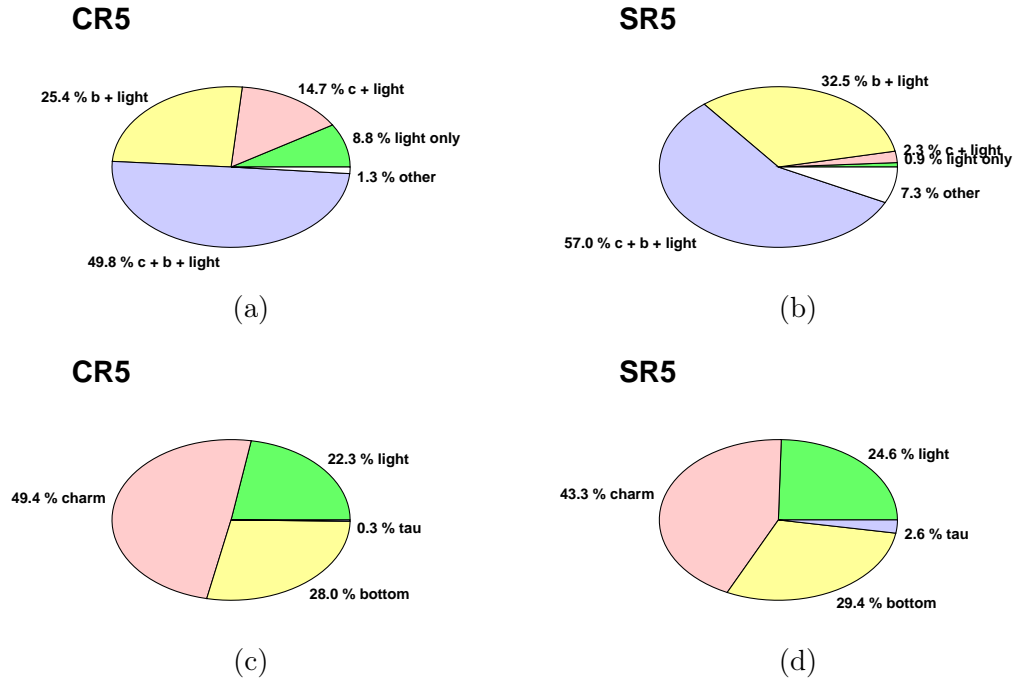 CR5
25.4 % b + light
14.7 % c + light
8.8 % light only
1.3 % other
49.8 % c + b + light
(a)
SR5
32.5 % b + light
2.3 % c + light
0.9 % light only
7.3 % other
57.0 % c + b + light
(b)
CR5
22.3 % light
49.4 % charm
0.3 % tau
28.0 % bottom
(c)
SR5
24.6 % light
43.3 % charm
2.6 % tau
29.4 % bottom
(d)